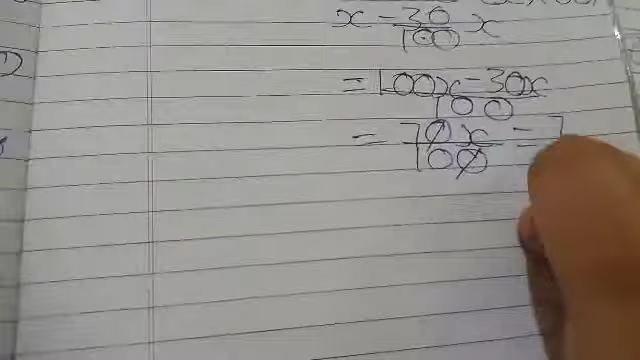 x - 30/100 x
= 100x - 30x / 100
= 70x / 100 = 7